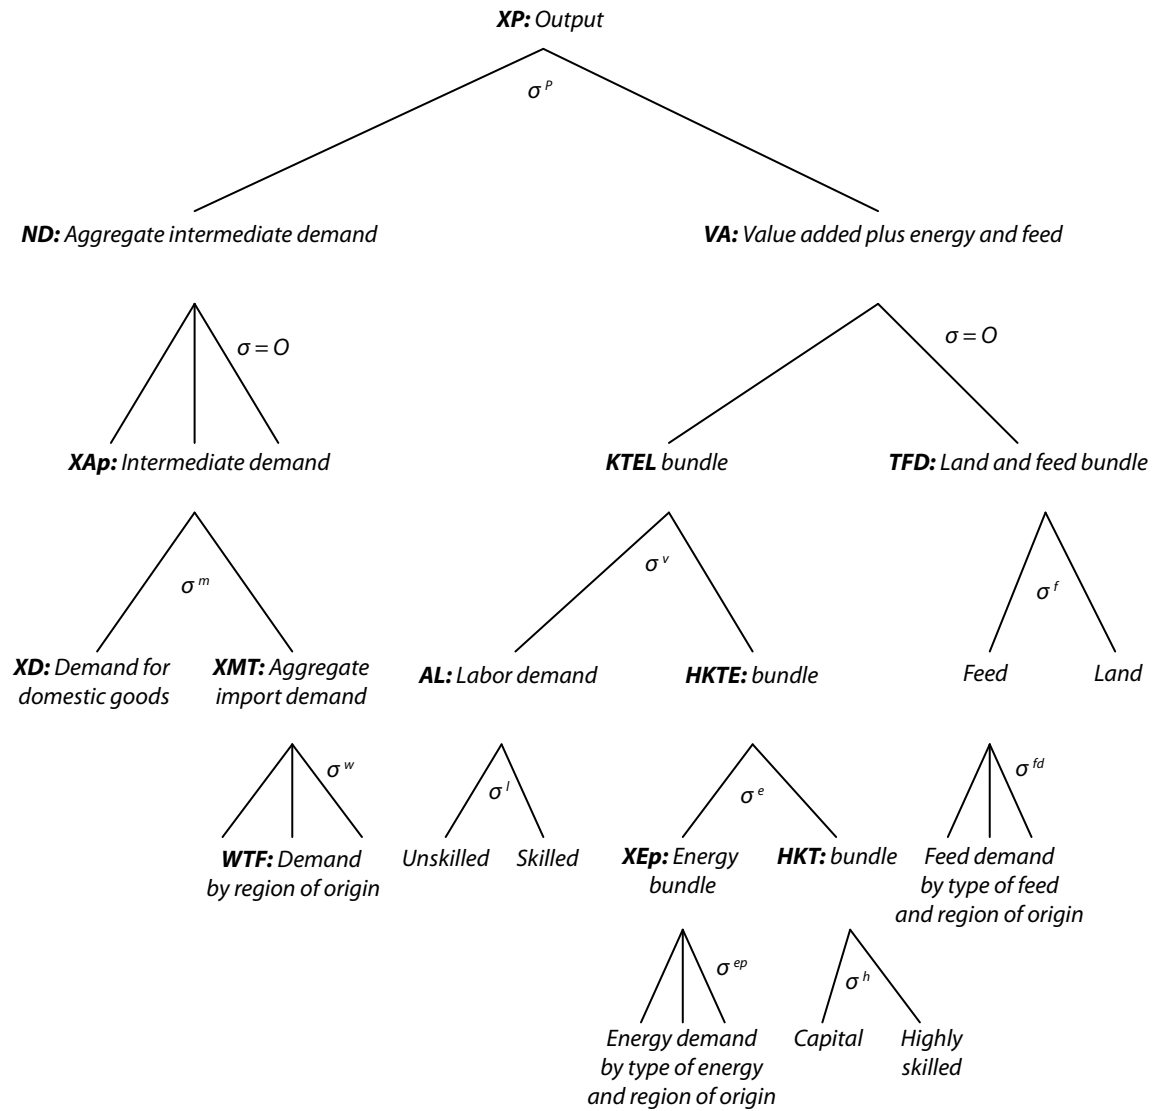 XP: Output
σ P
ND: Aggregate intermediate demand
VA: Value added plus energy and feed
σ = O
σ = O
XAp: Intermediate demand
KTEL bundle
TFD: Land and feed bundle
σ m
σ v
σ f
XD: Demand for
domestic goods
XMT: Aggregate
import demand
AL: Labor demand
HKTE: bundle
Feed
Land
σ w
σ l
σ e
σ fd
WTF: Demand
by region of origin
Unskilled
Skilled
XEp: Energy
bundle
HKT: bundle
Feed demand
by type of feed
and region of origin
σ ep
σ h
Energy demand
by type of energy
and region of origin
Capital
Highly
skilled